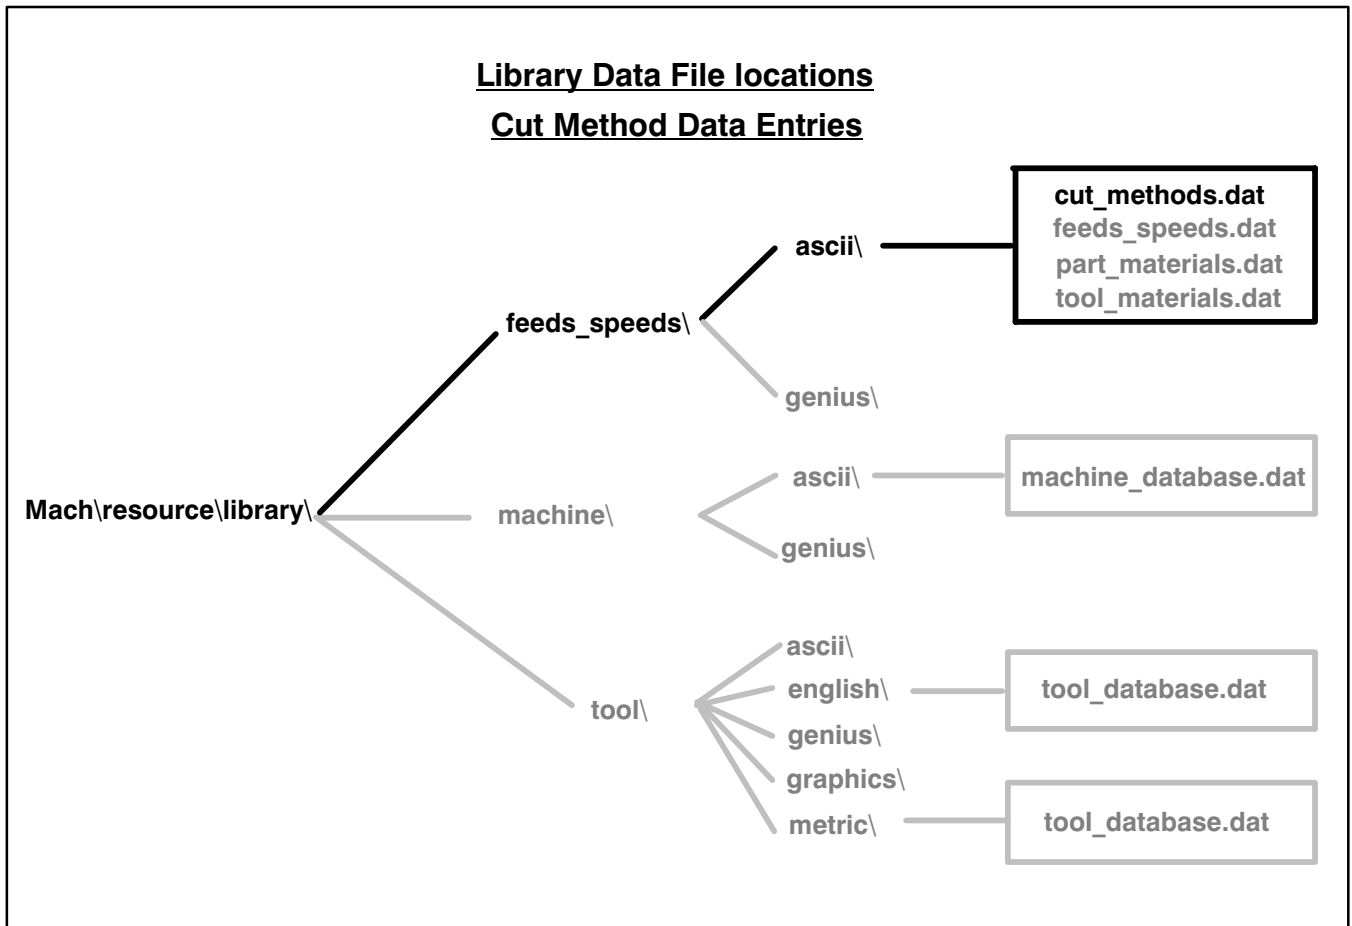 Library Data File locations
Cut Method Data Entries
cut_methods.dat
feeds_speeds.dat
part_materials.dat
tool_materials.dat
ascii\
feeds_speeds\
genius\
machine_database.dat
ascii\
Mach\resource\library\
machine\
genius\
ascii\
english\
tool_database.dat
tool\
genius\
graphics\
metric\
tool_database.dat